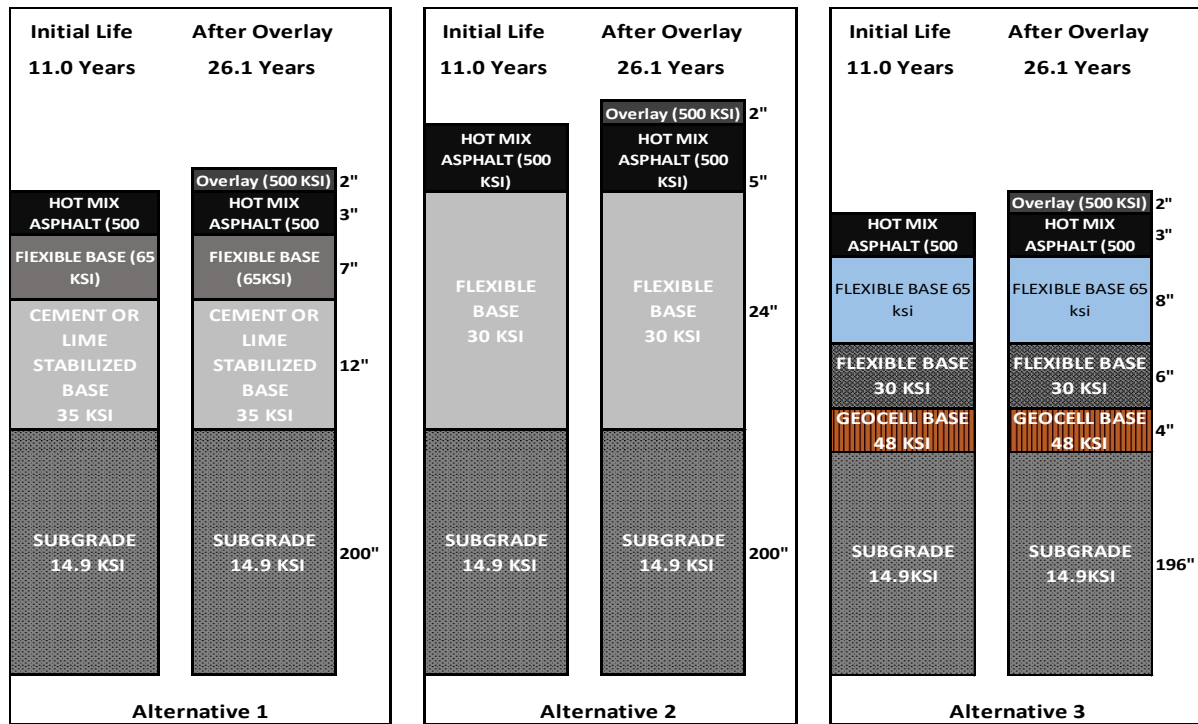 Initial Life After Overlay
11.0 Years 26.1 Years
Overlay (500 KSI) 2"
HOT MIX
ASPHALT (500
HOT MIX
ASPHALT (500
3"
FlEXIBLE BASE (65
KSI)
FlEXIBLE BASE
(65KSI)
7"
CEMENT OR
LIME
STABILIZED
BASE
35 KSI
CEMENT OR
LIME
STABILIZED
BASE
35 KSI
12"
SUBGRADE
14.9 KSI
SUBGRADE
14.9 KSI
200"
Alternative 1
Initial Life After Overlay
11.0 Years 26.1 Years
Overlay (500 KSI) 2"
HOT MIX
ASPHALT (500
KSI)
HOT MIX
ASPHALT (500
KSI)
5"
FLEXIBLE
BASE
30 KSI
FLEXIBLE
BASE
30 KSI
24"
SUBGRADE
14.9 KSI
SUBGRADE
14.9 KSI
200"
Alternative 2
Initial Life After Overlay
11.0 Years 26.1 Years
Overlay (500 KSI) 2"
HOT MIX
ASPHALT (500
HOT MIX
ASPHALT (500
3"
FLEXIBLE BASE 65
ksi
FLEXIBLE BASE 65
ksi
8"
FLEXIBLE BASE
30 KSI
FLEXIBLE BASE
30 KSI
6"
GEOCELL BASE
48 KSI
GEOCELL BASE
48 KSI
4"
SUBGRADE
14.9KSI
SUBGRADE
14.9KSI
196"
Alternative 3